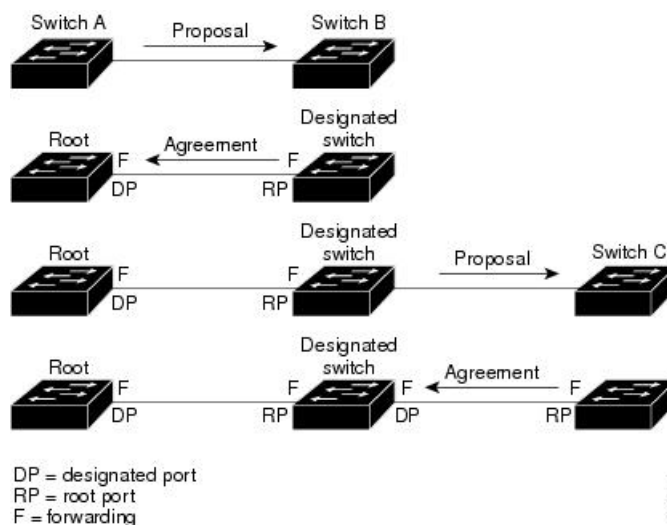 Switch A
Proposal
Switch B
Root
F
Agreement
F
Designated
switch
DP
RP
Root
F
F
Designated
switch
Proposal
Switch C
DP
RP
Root
F
F
Designated
switch
F
Agreement
F
DP
RP
DP
RP
DP = designated port
RP = root port
F = forwarding